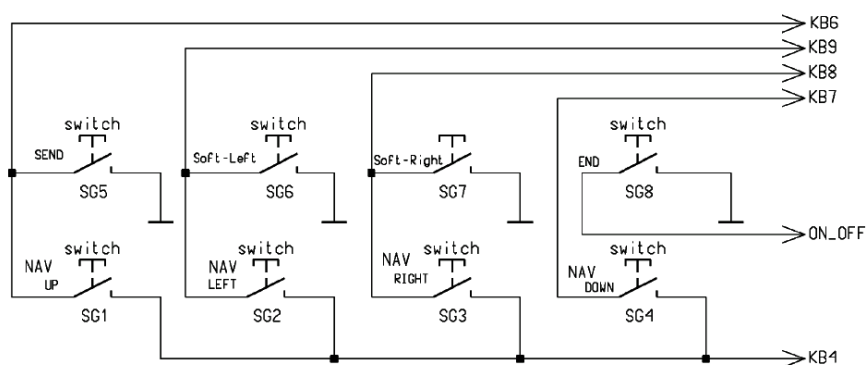 KB6
KB9
KB8
KB7
switch
switch
switch
SEND
Soft-Left
Soft-Right
END
SG5
SG6
SG7
SG8
ON_OFF
switch
switch
switch
switch
NAV
UP
NAV
LEFT
NAV
RIGHT
NAV
DOWN
SG1
SG2
SG3
SG4
KB4